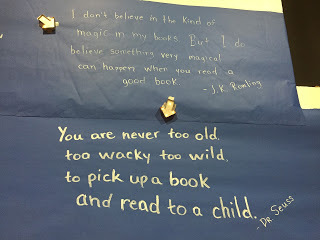 I don't believe in the kind of
magic in my books. But I do
believe something very magical
can happen when you read a
good book.
- J.K. Rowling
You are never too old,
too wacky too wild,
to pick up a book
and read to a child.
- DR Seuss